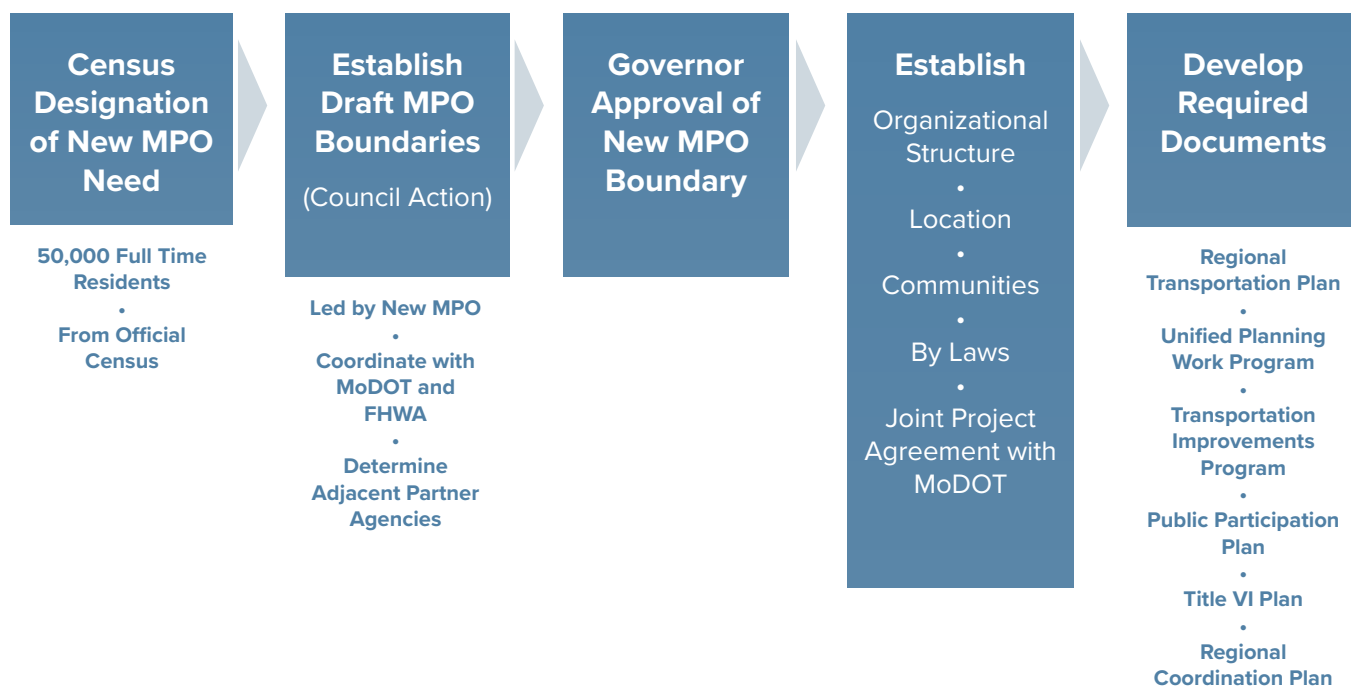 Census
Designation
of New MPO
Need
50,000 Full Time
Residents
•
From Official
Census
Establish
Draft MPO
Boundaries
(Council Action)
Led by New MPO
•
Coordinate with
MoDOT and
FHWA
•
Determine
Adjacent Partner
Agencies
Governor
Approval of
New MPO
Boundary
Establish
Organizational
Structure
•
Location
•
Communities
•
By Laws
•
Joint Project
Agreement with
MoDOT
Develop
Required
Documents
Regional
Transportation Plan
•
Unified Planning
Work Program
•
Transportation
Improvements
Program
•
Public Participation
Plan
•
Title VI Plan
•
Regional
Coordination Plan